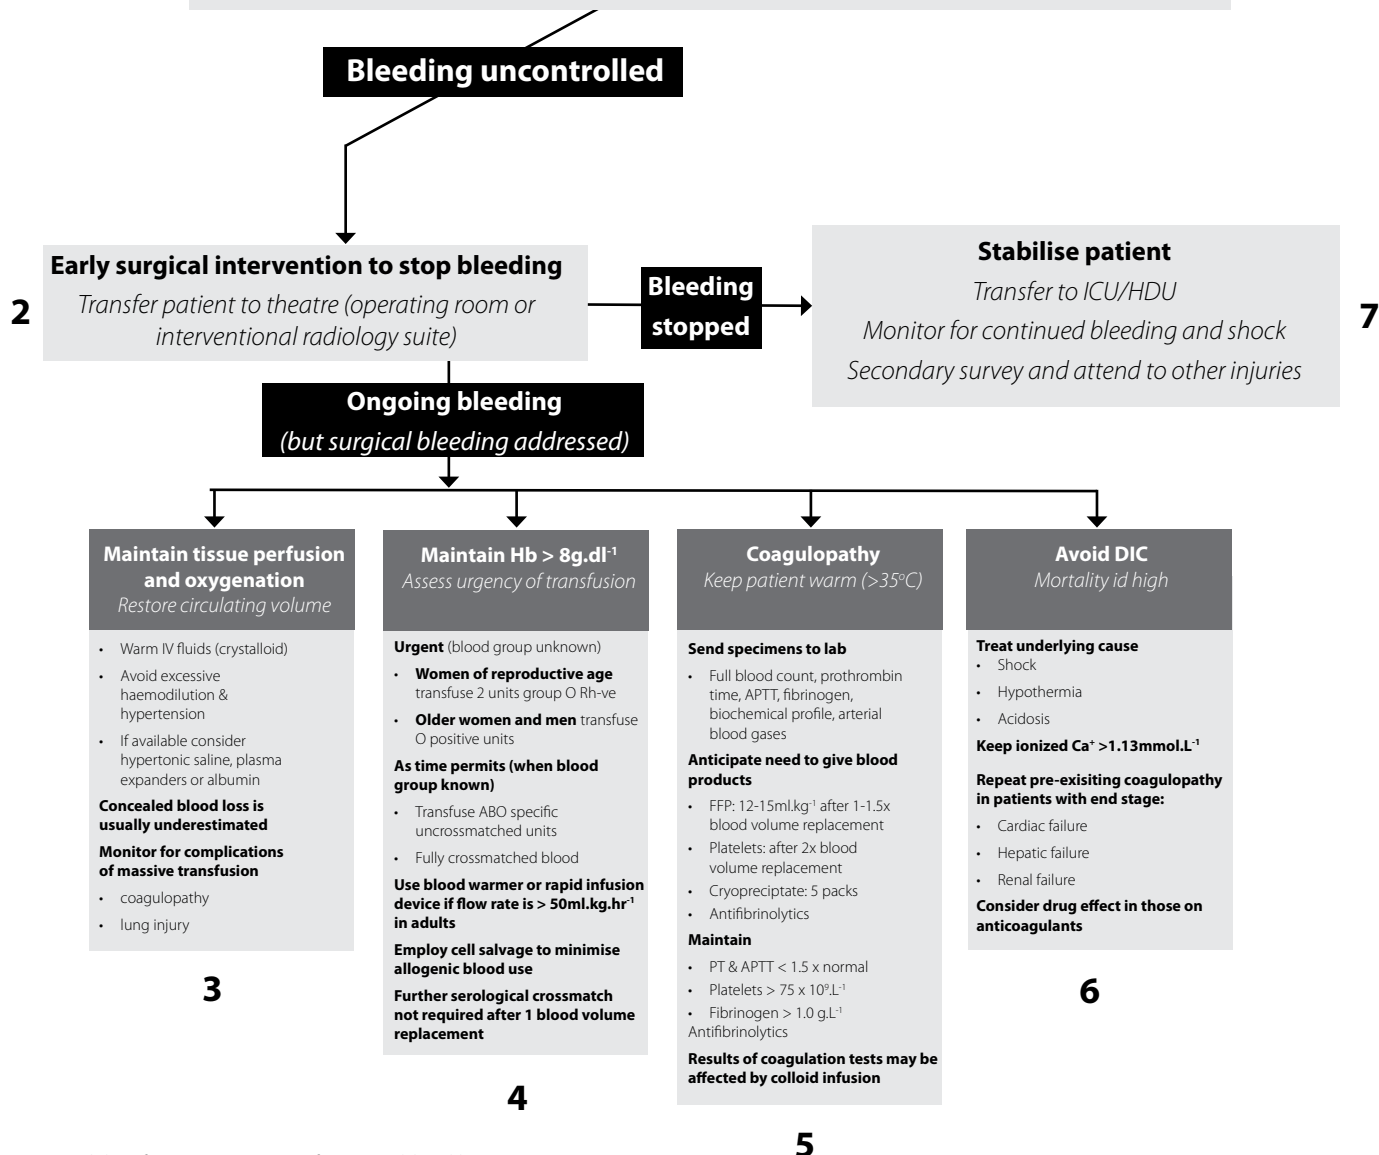 Bleeding uncontrolled
2
Early surgical intervention to stop bleeding
Transfer patient to theatre (operating room or
interventional radiology suite)
Bleeding
stopped
Stabilise patient
Transfer to ICU/HDU
Monitor for continued bleeding and shock
Secondary survey and attend to other injuries
7
Ongoing bleeding
(but surgical bleeding addressed)
Maintain tissue perfusion
and oxygenation
Restore circulating volume
• Warm IV fluids (crystalloid)
• Avoid excessive
haemodilution &
hypertension
• If available consider
hypertonic saline, plasma
expanders or albumin
Concealed blood loss is
usually underestimated
Monitor for complications
of massive transfusion
• coagulopathy
• lung injury
3
Maintain Hb > 8g.dl⁻¹
Assess urgency of transfusion
Urgent (blood group unknown)
• Women of reproductive age
transfuse 2 units group O Rh-ve
• Older women and men transfuse
O positive units
As time permits (when blood
group known)
• Transfuse ABO specific
uncrossmatched units
• Fully crossmatched blood
Use blood warmer or rapid infusion
device if flow rate is > 50ml.kg.hr⁻¹
in adults
Employ cell salvage to minimise
allogenic blood use
Further serological crossmatch
not required after 1 blood volume
replacement
4
Coagulopathy
Keep patient warm (>35°C)
Send specimens to lab
• Full blood count, prothrombin
time, APTT, fibrinogen,
biochemical profile, arterial
blood gases
Anticipate need to give blood
products
• FFP: 12-15ml.kg⁻¹ after 1-1.5x
blood volume replacement
• Platelets: after 2x blood
volume replacement
• Cryopreciptate: 5 packs
• Antifibrinolytics
Maintain
• PT & APTT < 1.5 x normal
• Platelets > 75 x 10⁹.L⁻¹
• Fibrinogen > 1.0 g.L⁻¹
Antifibrinolytics
Results of coagulation tests may be
affected by colloid infusion
5
Avoid DIC
Mortality id high
Treat underlying cause
• Shock
• Hypothermia
• Acidosis
Keep ionized Ca⁺ >1.13mmol.L⁻¹
Repeat pre-exisiting coagulopathy
in patients with end stage:
• Cardiac failure
• Hepatic failure
• Renal failure
Consider drug effect in those on
anticoagulants
6